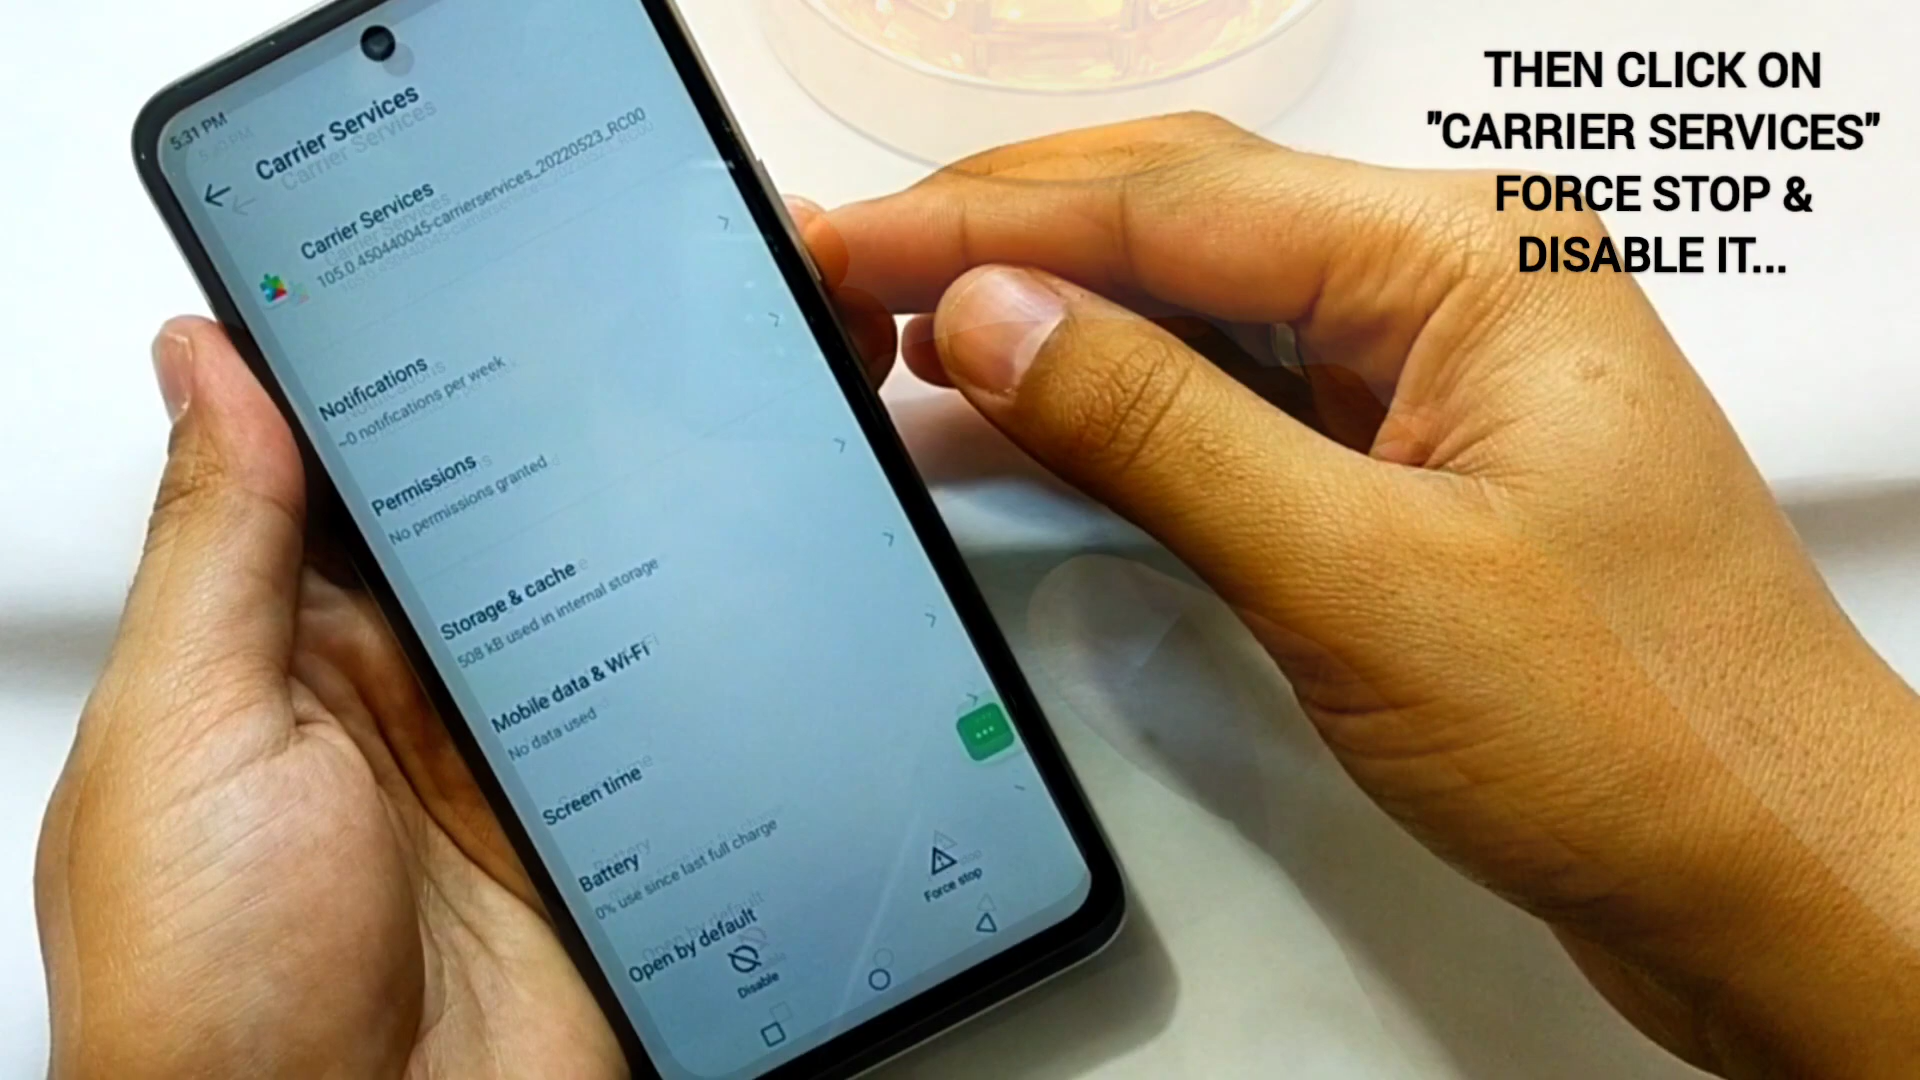 THEN CLICK ON
"CARRIER SERVICES"
FORCE STOP &
DISABLE IT...
5:31 PM
Carrier Services
Carrier Services
105.0.450440045-carrierservices_20220523_RC00
Notifications
~0 notifications per week
Permissions
No permissions granted
Storage & cache
508 kB used in internal storage
Mobile data & Wi-Fi
No data used
Screen time
Battery
0% use since last full charge
Open by default
Disable
Force stop